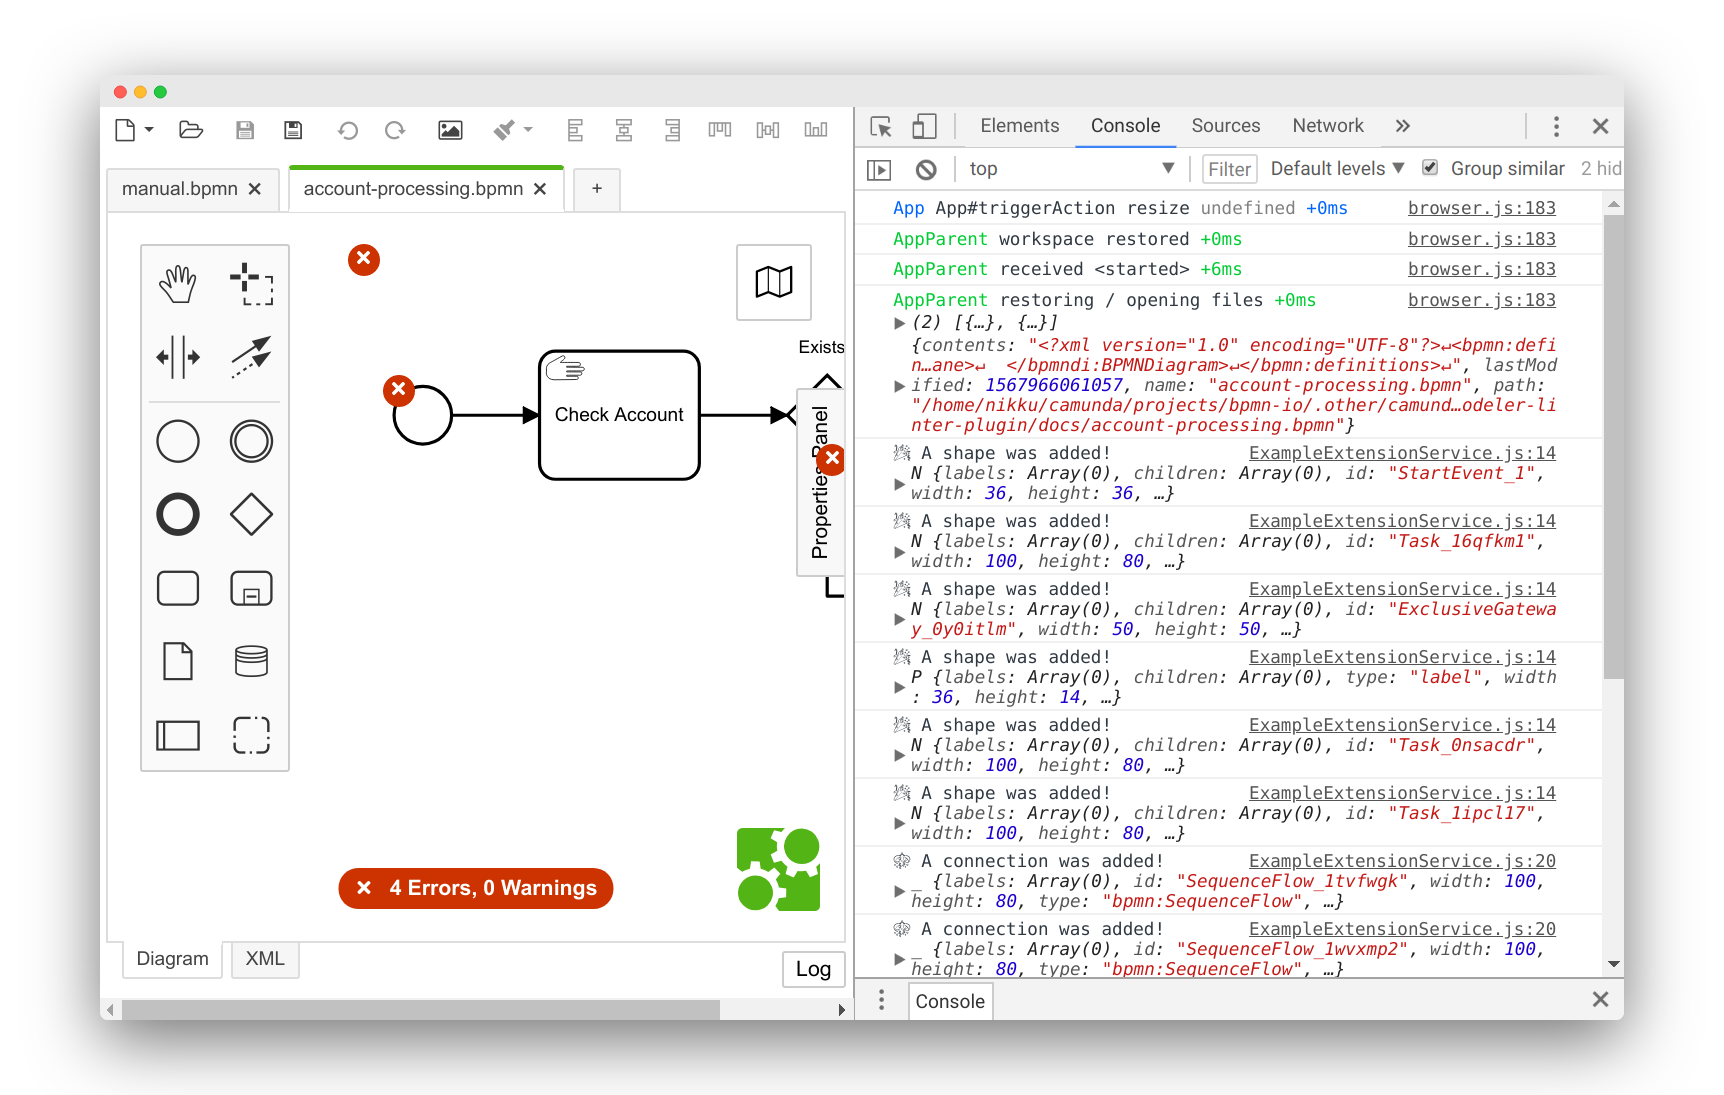 manual.bpmn
account-processing.bpmn
+
Exists
Check Account
Properties Panel
4 Errors, 0 Warnings
Diagram
XML
Log
Elements
Console
Sources
Network
top
Filter
Default levels
Group similar
2 hid
App App#triggerAction resize undefined +0ms browser.js:183
AppParent workspace restored +0ms browser.js:183
AppParent received <started> +6ms browser.js:183
AppParent restoring / opening files +0ms browser.js:183
(2) [{…}, {…}]
{contents: "<?xml version="1.0" encoding="UTF-8"?>↵<bpmn:defi
n…ane>↵  </bpmndi:BPMNDiagram>↵</bpmn:definitions>↵", lastMod
ified: 1567966061057, name: "account-processing.bpmn", path:
"/home/nikku/camunda/projects/bpmn-io/.other/camund…odeler-li
nter-plugin/docs/account-processing.bpmn"}
A shape was added! ExampleExtensionService.js:14
N {labels: Array(0), children: Array(0), id: "StartEvent_1",
width: 36, height: 36, …}
A shape was added! ExampleExtensionService.js:14
N {labels: Array(0), children: Array(0), id: "Task_16qfkm1",
width: 100, height: 80, …}
A shape was added! ExampleExtensionService.js:14
N {labels: Array(0), children: Array(0), id: "ExclusiveGatewa
y_0y0itlm", width: 50, height: 50, …}
A shape was added! ExampleExtensionService.js:14
P {labels: Array(0), children: Array(0), type: "label", width
: 36, height: 14, …}
A shape was added! ExampleExtensionService.js:14
N {labels: Array(0), children: Array(0), id: "Task_0nsacdr",
width: 100, height: 80, …}
A shape was added! ExampleExtensionService.js:14
N {labels: Array(0), children: Array(0), id: "Task_1ipcl17",
width: 100, height: 80, …}
A connection was added! ExampleExtensionService.js:20
_ {labels: Array(0), id: "SequenceFlow_1tvfwgk", width: 100,
height: 80, type: "bpmn:SequenceFlow", …}
A connection was added! ExampleExtensionService.js:20
_ {labels: Array(0), id: "SequenceFlow_1wvxmp2", width: 100,
height: 80, type: "bpmn:SequenceFlow", …}
Console